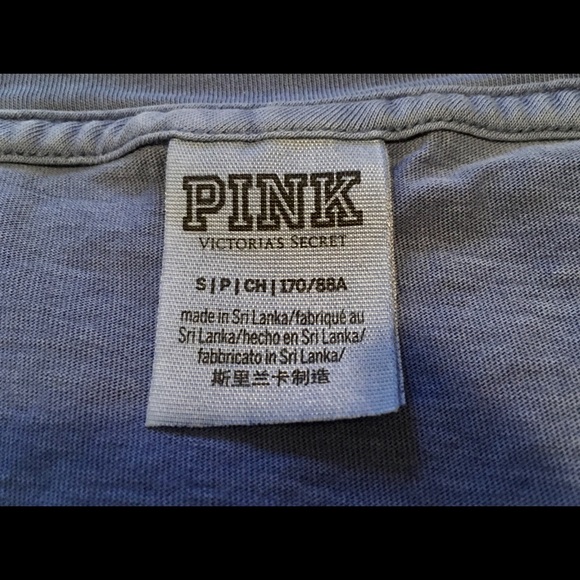 PINK
VICTORIA'S SECRET
S|P|CH|170/88A
made in Sri Lanka/fabriqué au
Sri Lanka/hecho en Sri Lanka/
fabbricato in Sri Lanka/
斯里兰卡制造